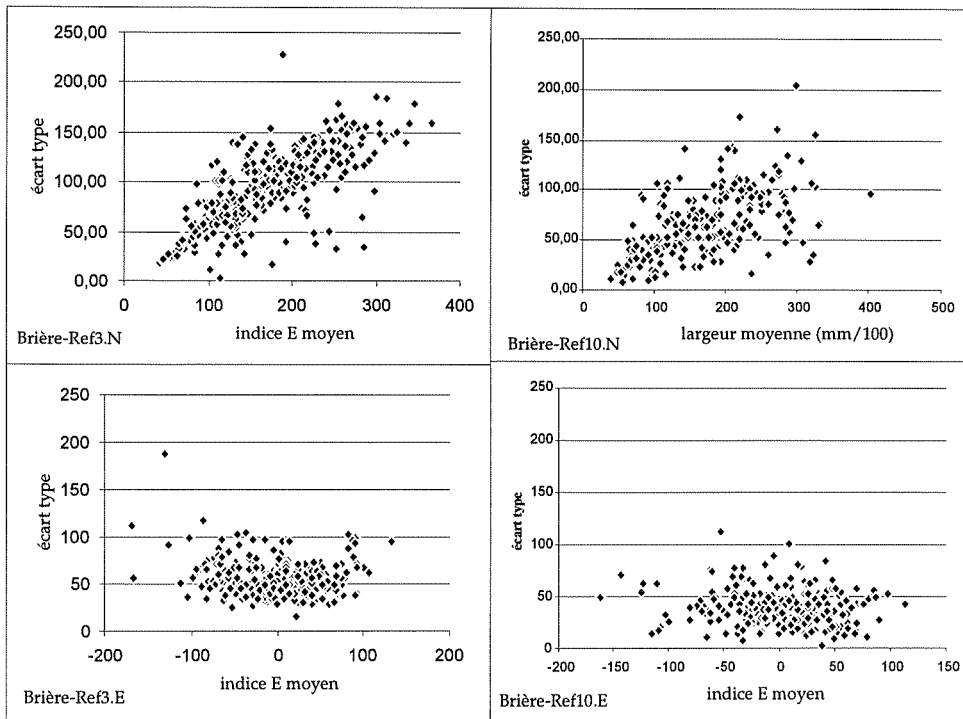 250,00
200,00
150,00
100,00
50,00
0,00
écart type
0 100 200 300 400
indice E moyen
Brière-Ref3.N
250,00
200,00
150,00
100,00
50,00
0,00
écart type
0 100 200 300 400 500
largeur moyenne (mm/100)
Brière-Ref10.N
250
200
150
100
50
0
écart type
-200 -100 0 100 200
indice E moyen
Brière-Ref3.E
250
200
150
100
50
0
écart type
-200 -150 -100 -50 0 50 100 150
indice E moyen
Brière-Ref10.E